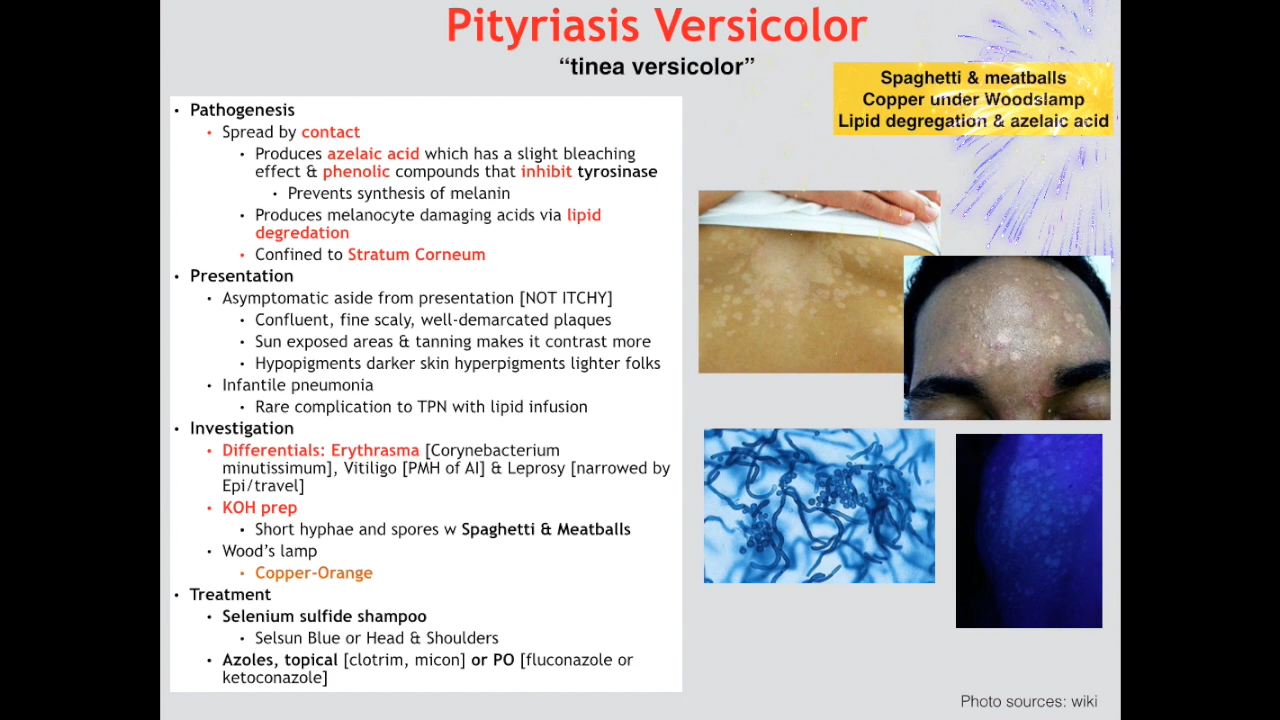 Pityriasis Versicolor
“tinea versicolor”
Spaghetti & meatballs
Copper under Woodslamp
Lipid degregation & azelaic acid
• Pathogenesis
• Spread by contact
• Produces azelaic acid which has a slight bleaching
effect & phenolic compounds that inhibit tyrosinase
• Prevents synthesis of melanin
• Produces melanocyte damaging acids via lipid
degredation
• Confined to Stratum Corneum
• Presentation
• Asymptomatic aside from presentation [NOT ITCHY]
• Confluent, fine scaly, well-demarcated plaques
• Sun exposed areas & tanning makes it contrast more
• Hypopigments darker skin hyperpigments lighter folks
• Infantile pneumonia
• Rare complication to TPN with lipid infusion
• Investigation
• Differentials: Erythrasma [Corynebacterium
minutissimum], Vitiligo [PMH of AI] & Leprosy [narrowed by
Epi/travel]
• KOH prep
• Short hyphae and spores w Spaghetti & Meatballs
• Wood’s lamp
• Copper-Orange
• Treatment
• Selenium sulfide shampoo
• Selsun Blue or Head & Shoulders
• Azoles, topical [clotrim, micon] or PO [fluconazole or
ketoconazole]
Photo sources: wiki